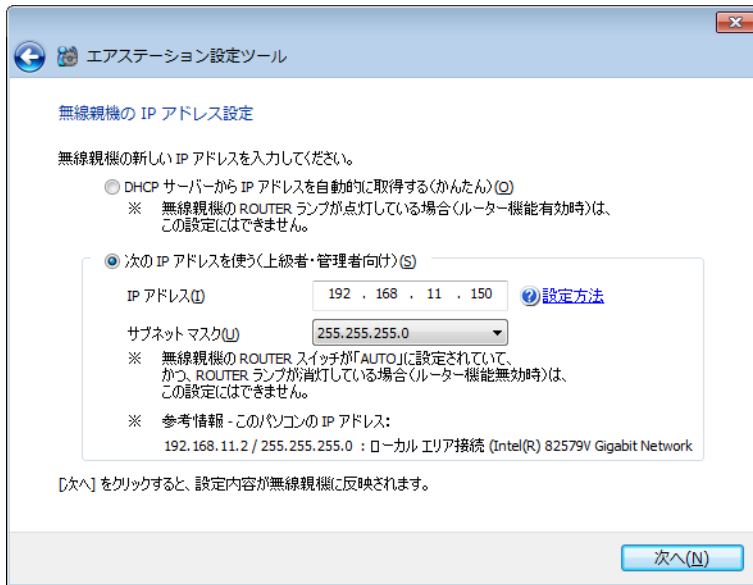 エアステーション設定ツール
無線親機の IP アドレス設定
無線親機の新しい IP アドレスを入力してください。
DHCP サーバーから IP アドレスを自動的に取得する(かんたん)(O)
※ 無線親機の ROUTER ランプが点灯している場合(ルーター機能有効時)は、
この設定にはできません。
次の IP アドレスを使う(上級者・管理者向け)(S)
IP アドレス(I) 192 . 168 . 11 . 150 設定方法
サブネット マスク(U) 255.255.255.0
※ 無線親機の ROUTER スイッチが「AUTO」に設定されていて、
かつ、ROUTER ランプが消灯している場合(ルーター機能無効時)は、
この設定にはできません。
※ 参考情報 - このパソコンの IP アドレス:
192.168.11.2 / 255.255.255.0 : ローカル エリア接続 (Intel(R) 82579V Gigabit Network
[次へ] をクリックすると、設定内容が無線親機に反映されます。
次へ(N)